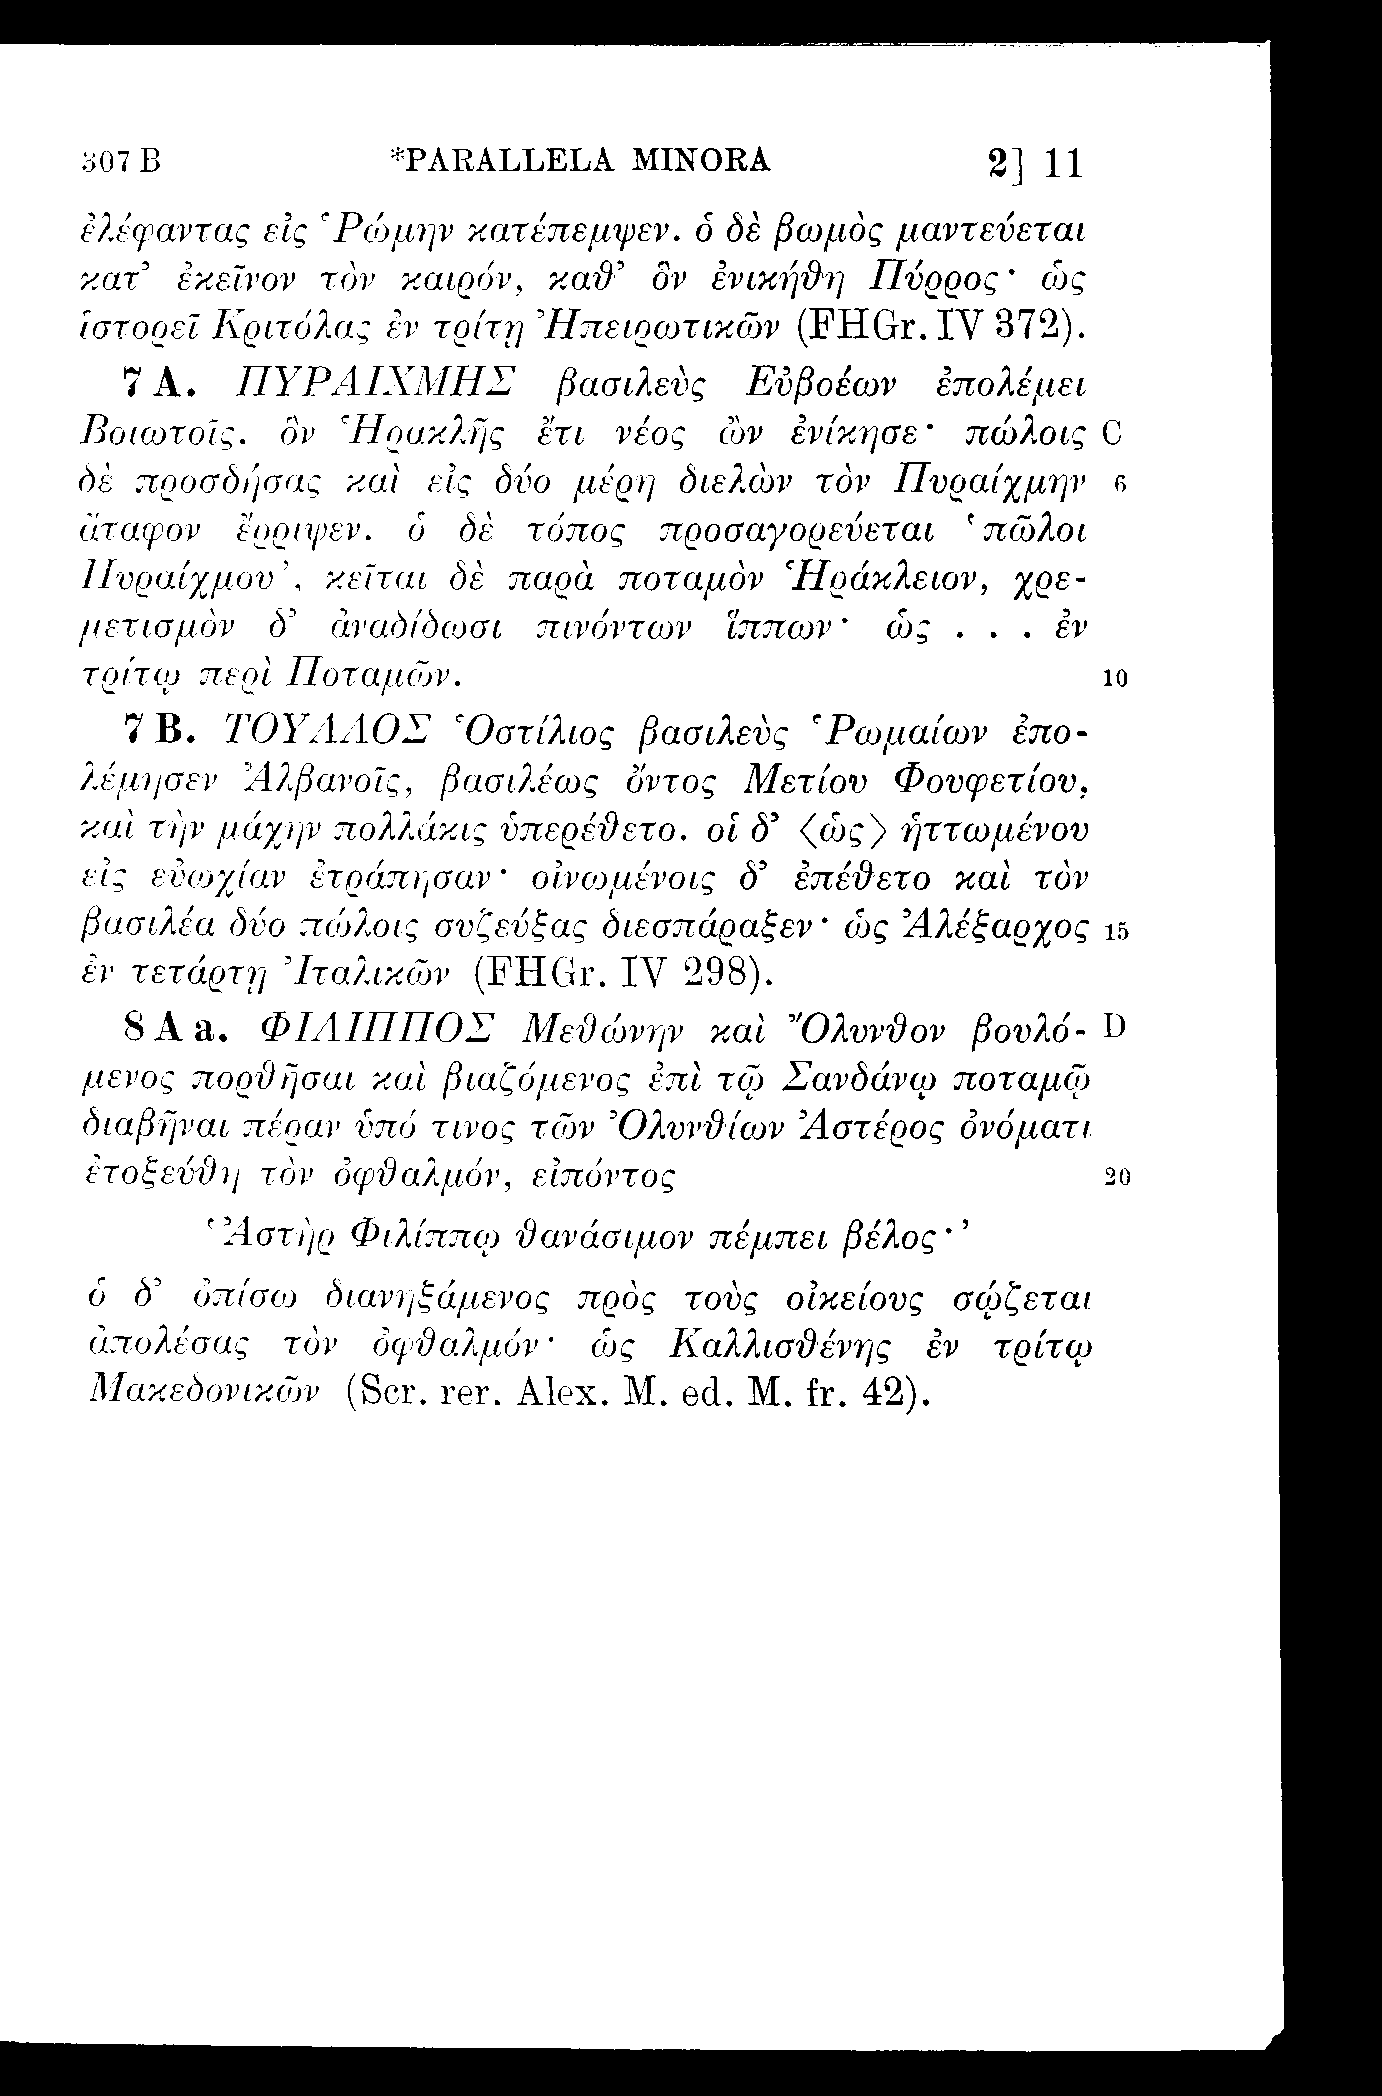 307 B *PARALLELA MINORA 2] 11
ἐλέφαντας εἰς Ῥώμην κατέπεμψεν. ὁ δὲ βωμὸς μαντεύεται
κατ’ ἐκεῖνον τὸν καιρόν, καθ’ ὃν ἐνικήθη Πύρρος· ὡς
ἱστορεῖ Κριτόλας ἐν τρίτῃ Ἠπειρωτικῶν (FHGr. IV 372).
7 A. ΠΥΡΑΙΧΜΗΣ βασιλεὺς Εὐβοέων ἐπολέμει
Βοιωτοῖς. ὃν Ἡρακλῆς ἔτι νέος ὢν ἐνίκησε· πώλοις C
δὲ προσδήσας καὶ εἰς δύο μέρη διελὼν τὸν Πυραίχμην 6
ἄταφον ἔρριψεν. ὁ δὲ τόπος προσαγορεύεται ‘πῶλοι
Πυραίχμου’, κεῖται δὲ παρὰ ποταμὸν Ἡράκλειον, χρε-
μετισμὸν δ’ ἀναδίδωσι πινόντων ἵππων· ὡς . . . ἐν
τρίτῳ περὶ Ποταμῶν. 10
7 B. ΤΟΥΛΛΟΣ Ὁστίλιος βασιλεὺς Ῥωμαίων ἐπο-
λέμησεν Ἀλβανοῖς, βασιλέως ὄντος Μετίου Φουφετίου,
καὶ τὴν μάχην πολλάκις ὑπερέθετο. οἱ δ’ 〈ὡς〉 ἡττωμένου
εἰς εὐωχίαν ἐτράπησαν· οἰνωμένοις δ’ ἐπέθετο καὶ τὸν
βασιλέα δύο πώλοις συζεύξας διεσπάραξεν· ὡς Ἀλέξαρχος 15
ἐν τετάρτῃ Ἰταλικῶν (FHGr. IV 298).
8 A a. ΦΙΛΙΠΠΟΣ Μεθώνην καὶ Ὄλυνθον βουλό- D
μενος πορθῆσαι καὶ βιαζόμενος ἐπὶ τῷ Σανδάνῳ ποταμῷ
διαβῆναι πέραν ὑπό τινος τῶν Ὀλυνθίων Ἀστέρος ὀνόματι
ἐτοξεύθη τὸν ὀφθαλμόν, εἰπόντος 20
‘Ἀστὴρ Φιλίππῳ θανάσιμον πέμπει βέλος·’
ὁ δ’ ὀπίσω διανηξάμενος πρὸς τοὺς οἰκείους σῴζεται
ἀπολέσας τὸν ὀφθαλμόν· ὡς Καλλισθένης ἐν τρίτῳ
Μακεδονικῶν (Scr. rer. Alex. M. ed. M. fr. 42).